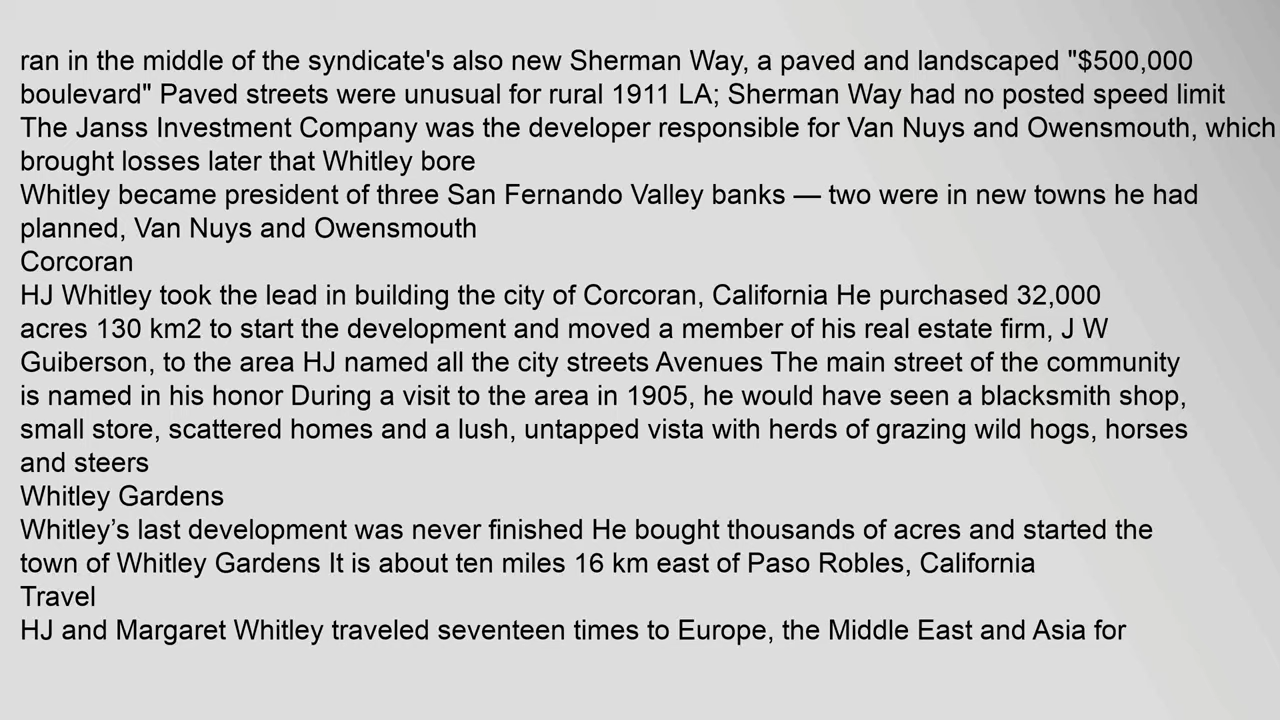 ran in the middle of the syndicate's also new Sherman Way, a paved and landscaped "$500,000
boulevard" Paved streets were unusual for rural 1911 LA; Sherman Way had no posted speed limit
The Janss Investment Company was the developer responsible for Van Nuys and Owensmouth, which
brought losses later that Whitley bore
Whitley became president of three San Fernando Valley banks — two were in new towns he had
planned, Van Nuys and Owensmouth
Corcoran
HJ Whitley took the lead in building the city of Corcoran, California He purchased 32,000
acres 130 km2 to start the development and moved a member of his real estate firm, J W
Guiberson, to the area HJ named all the city streets Avenues The main street of the community
is named in his honor During a visit to the area in 1905, he would have seen a blacksmith shop,
small store, scattered homes and a lush, untapped vista with herds of grazing wild hogs, horses
and steers
Whitley Gardens
Whitley’s last development was never finished He bought thousands of acres and started the
town of Whitley Gardens It is about ten miles 16 km east of Paso Robles, California
Travel
HJ and Margaret Whitley traveled seventeen times to Europe, the Middle East and Asia for